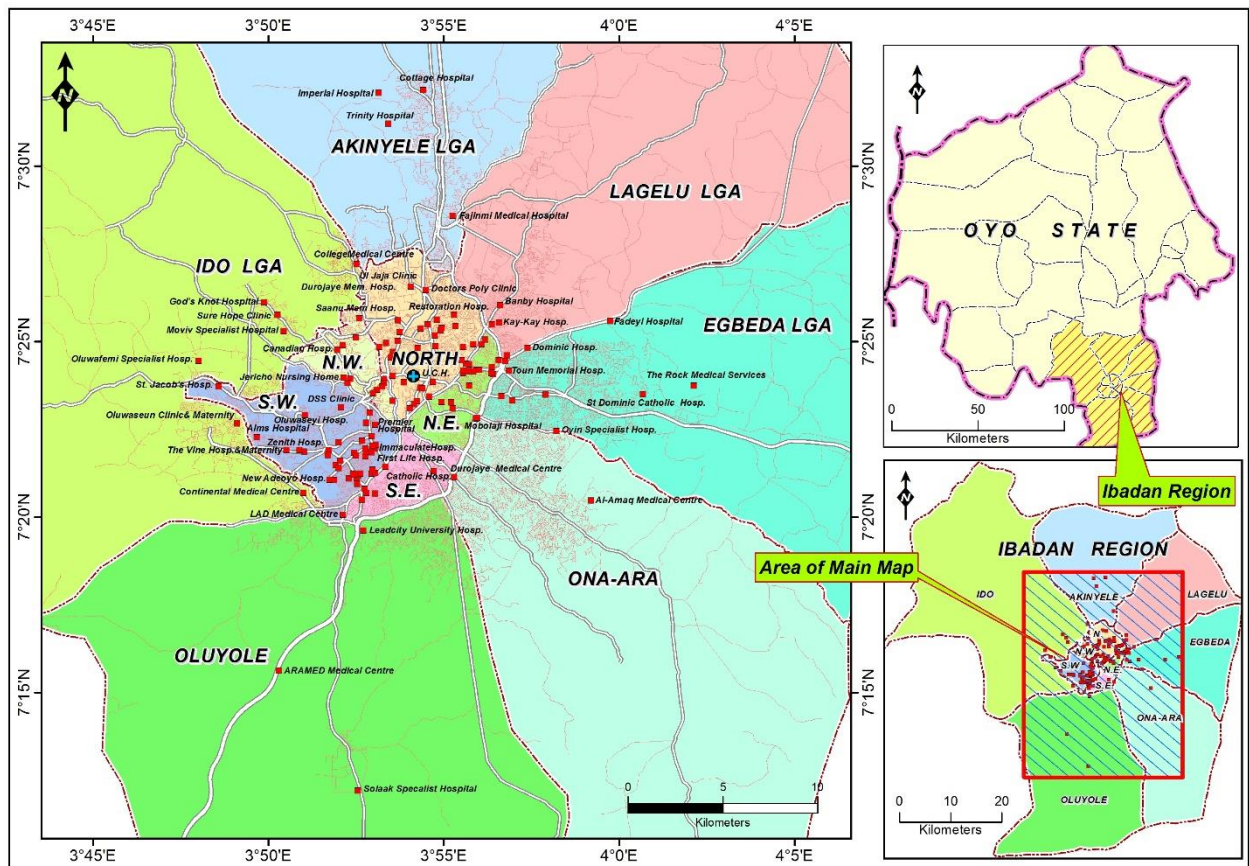 3°45'E
3°50'E
3°55'E
4°0'E
4°5'E
N
Cottage Hospital
Imperial Hospital
Trinity Hospital
AKINYELE LGA
7°30'N
7°30'N
LAGELU LGA
Fajinmi Medical Hospital
CollegeMedical Centre
IDO LGA
UI Jaja Clinic
Durojaye Mem. Hosp.
Doctors Poly Clinic
God's Knot Hospital
Restoration Hosp.
Banby Hospital
Sure Hope Clinic
Saanu Mem Hosp.
Kay-Kay Hosp.
Fadeyi Hospital
Moviv Specialist Hospital
EGBEDA LGA
7°25'N
7°25'N
Canadian Hosp.
Dominic Hosp.
Oluwafemi Specialist Hosp.
N.W.
NORTH
U.C.H.
Toun Memorial Hosp.
The Rock Medical Services
Jericho Nursing Home
St. Jacob's Hosp.
S.W.
DSS Clinic
St Dominic Catholic Hosp.
Oluwaseun Clinic& Maternity
Oluwaseyi Hosp.
Premier
Hospital
N.E.
Mobolaji Hospital
Alms Hospital
Oyin Specialist Hosp.
Zenith Hosp.
The Vine Hosp.&Maternity
ImmaculateHosp.
First Life Hosp.
New Adeoyo Hosp.
Catholic Hosp.
Durojaye Medical Centre
Continental Medical Centre
S.E.
Al-Amaq Medical Centre
LAD Medical Centre
7°20'N
7°20'N
Leadcity University Hosp.
ONA-ARA
OLUYOLE
ARAMED Medical Centre
7°15'N
7°15'N
Solaak Specalist Hospital
0 5 10
Kilometers
3°45'E
3°50'E
3°55'E
4°0'E
4°5'E
N
OYO STATE
0 50 100
Kilometers
Ibadan Region
N
IBADAN REGION
Area of Main Map
IDO
AKINYELE
LAGELU
N
N.W.
EGBEDA
S.W
N.E
S.E
ONA-ARA
OLUYOLE
0 10 20
Kilometers